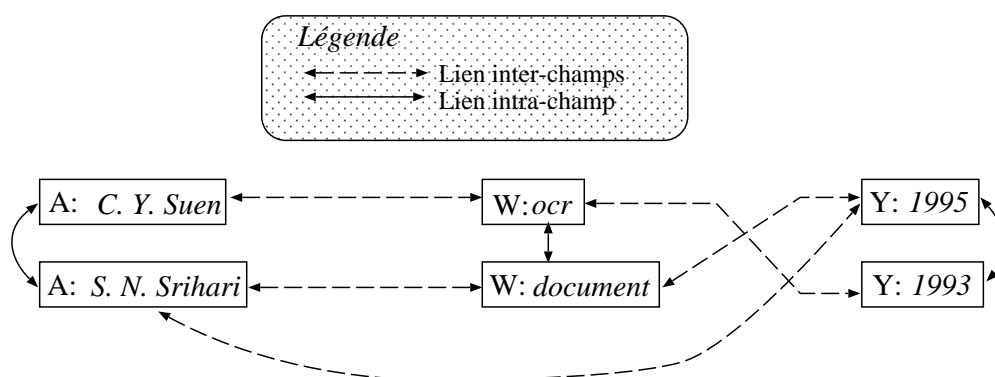 Légende
Lien inter-champs
Lien intra-champ
A: C. Y. Suen
W: ocr
Y: 1995
A: S. N. Srihari
W: document
Y: 1993